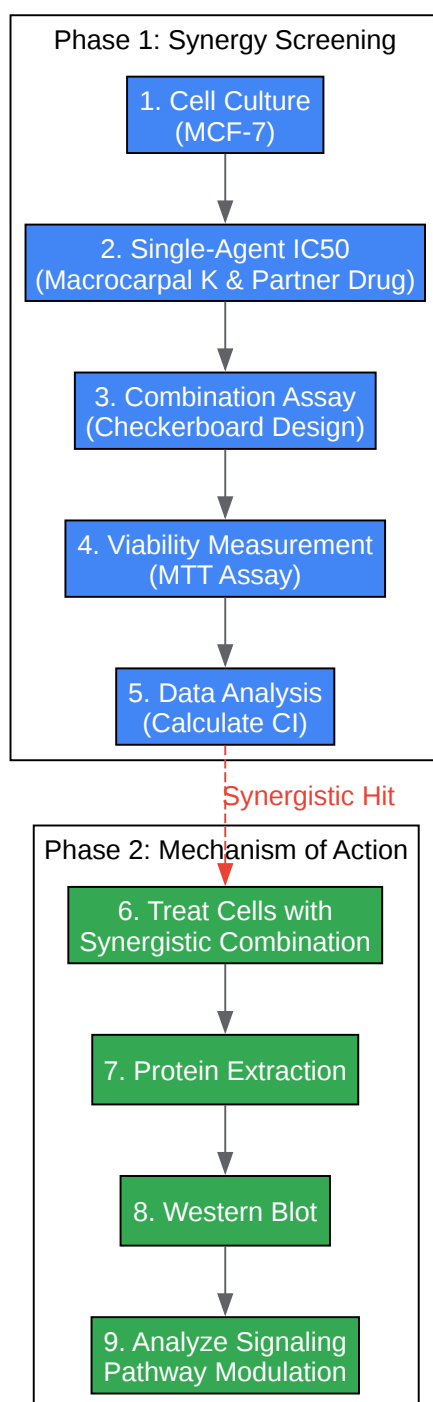 Phase 1: Synergy Screening
1. Cell Culture
(MCF-7)
2. Single-Agent IC50
(Macrocarpal K & Partner Drug)
3. Combination Assay
(Checkerboard Design)
4. Viability Measurement
(MTT Assay)
5. Data Analysis
(Calculate CI)
Synergistic Hit
Phase 2: Mechanism of Action
6. Treat Cells with
Synergistic Combination
7. Protein Extraction
8. Western Blot
9. Analyze Signaling
Pathway Modulation